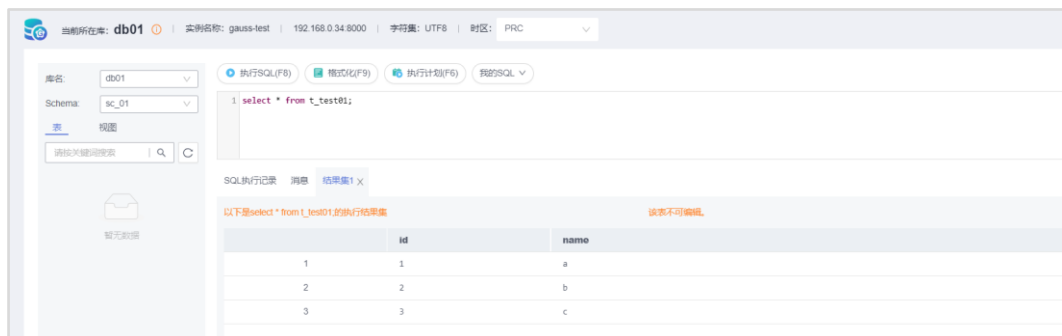 当前所在库: db01 | 实例名称: gauss-test | 192.168.0.34:8000 | 字符集: UTF8 | 时区: PRC
库名: db01
Schema: sc_01
表 视图
请按关键词搜索
暂无数据
执行SQL(F8) 格式化(F9) 执行计划(F6) 我的SQL
1 select * from t_test01;
SQL执行记录 消息 结果集1 X
以下是select * from t_test01;的执行结果集 该表不可编辑。
id name
1 1 a
2 2 b
3 3 c